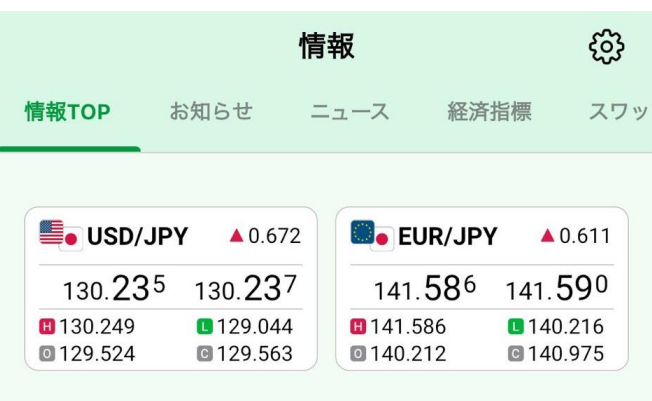 情報
情報TOP お知らせ ニュース 経済指標 スワッ
USD/JPY ▲0.672
130.235 130.237
H 130.249 L 129.044
O 129.524 C 129.563
EUR/JPY ▲0.611
141.586 141.590
H 141.586 L 140.216
O 140.212 C 140.975